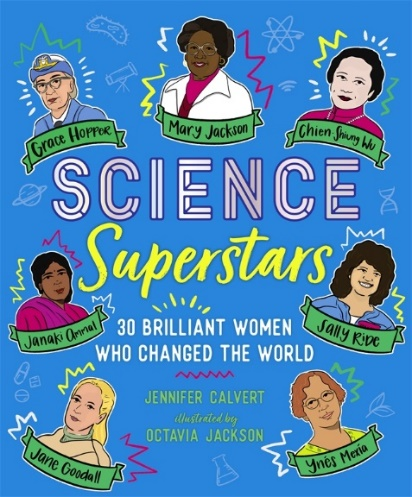 Grace Hopper
Mary Jackson
Chien-Shiung Wu
SCIENCE
Superstars
Janaki Ammal
30 BRILLIANT WOMEN
WHO CHANGED THE WORLD
Sally Ride
JENNIFER CALVERT
illustrated by
OCTAVIA JACKSON
Jane Goodall
Ynés Mexia